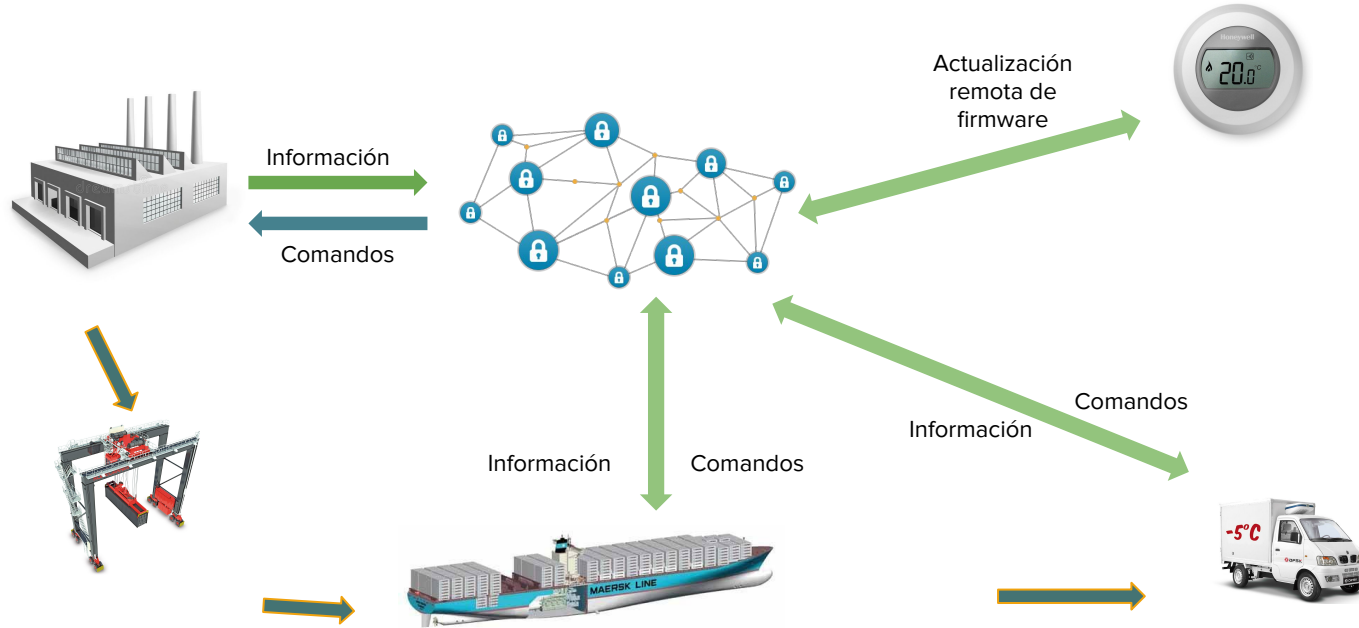 Honeywell
20.0°C
Actualización
remota de
firmware
Información
Comandos
Comandos
Información
Información
Comandos
-5°C
MAERSK LINE